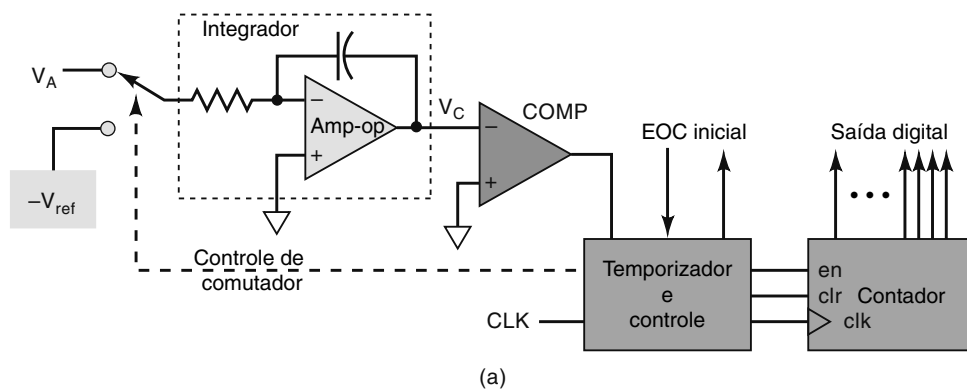 Integrador
V_A
−
Amp-op
+
V_C
COMP
−
+
EOC inicial
Saída digital
−V_ref
Controle de
comutador
CLK
Temporizador
e
controle
en
clr
clk
Contador
(a)